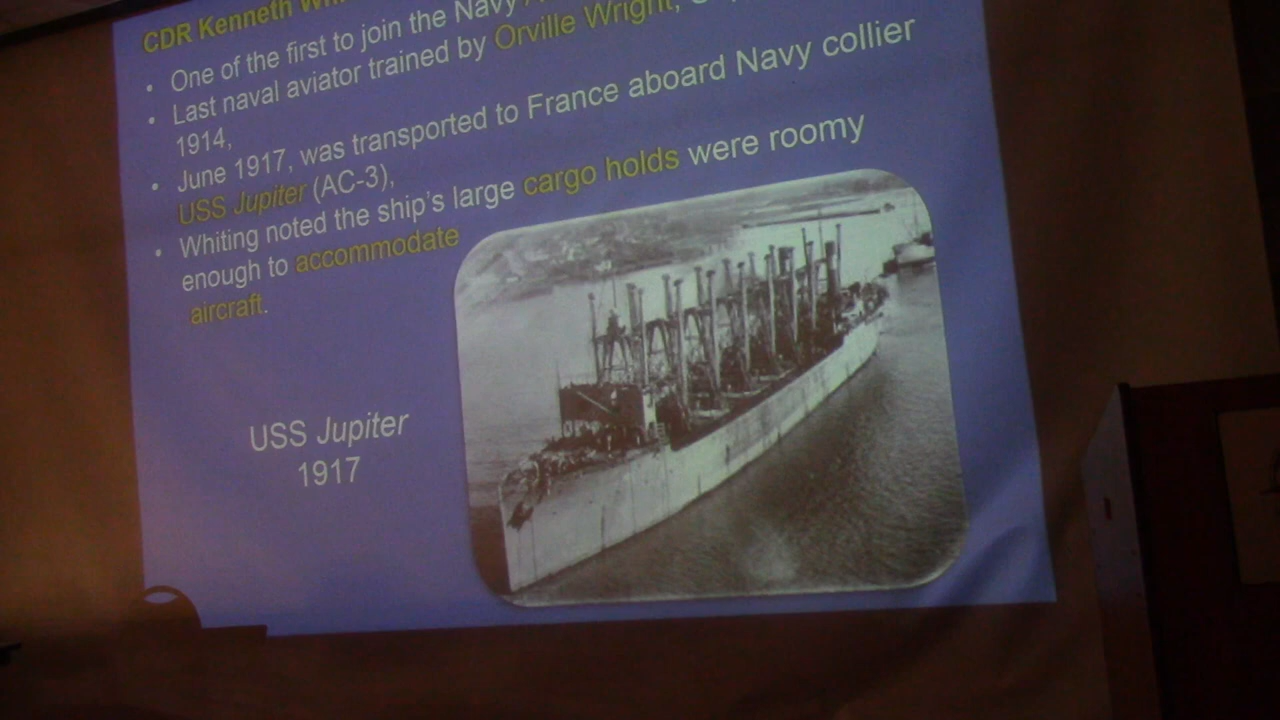 CDR Kenneth
• One of the first to join the Navy
• Last naval aviator trained by Orville Wright,
1914,
• June 1917, was transported to France aboard Navy collier
USS Jupiter (AC-3),
• Whiting noted the ship's large cargo holds were roomy
enough to accommodate
aircraft.
USS Jupiter
1917